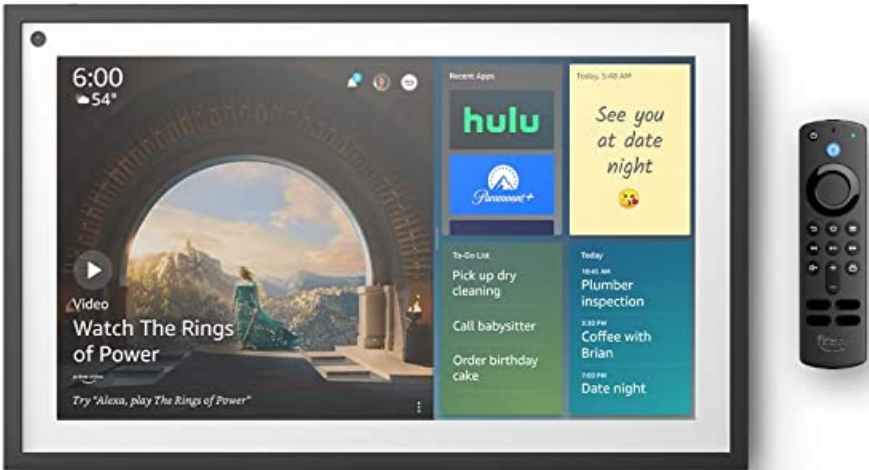 6:00
54°
Video
Watch The Rings
of Power
prime video
Try "Alexa, play The Rings of Power"
Recent Apps
hulu
Paramount+
Today, 5:48 AM
See you
at date
night
To-Do List
Pick up dry
cleaning
Call babysitter
Order birthday
cake
Today
10:45 AM
Plumber
inspection
3:30 PM
Coffee with
Brian
7:00 PM
Date night